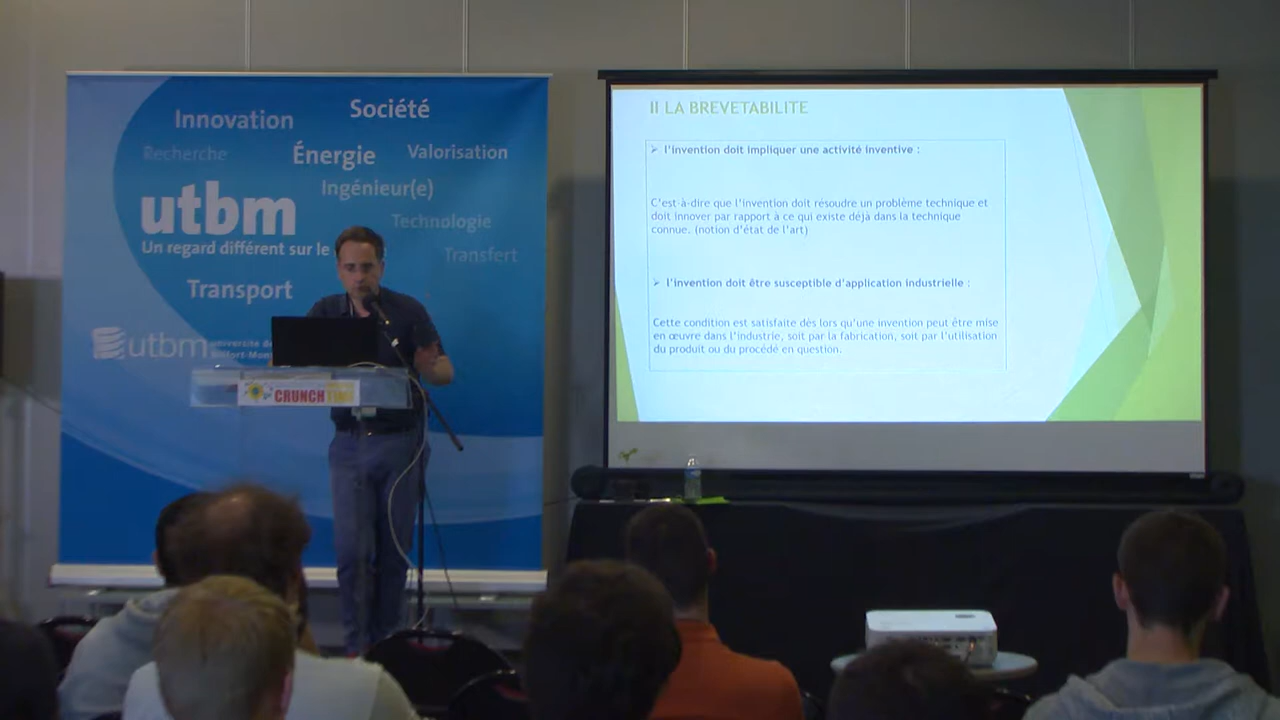 Innovation
Société
Recherche
Énergie
Valorisation
Ingénieur(e)
utbm
Technologie
Un regard différent sur le
Transfert
Transport
utbm
université de
CRUNCH TIME
II LA BREVETABILITE
➢ l'invention doit impliquer une activité inventive :
C'est-à-dire que l'invention doit résoudre un problème technique et
doit innover par rapport à ce qui existe déjà dans la technique
connue. (notion d'état de l'art)
➢ l'invention doit être susceptible d'application industrielle :
Cette condition est satisfaite dès lors qu'une invention peut être mise
en œuvre dans l'industrie, soit par la fabrication, soit par l'utilisation
du produit ou du procédé en question.